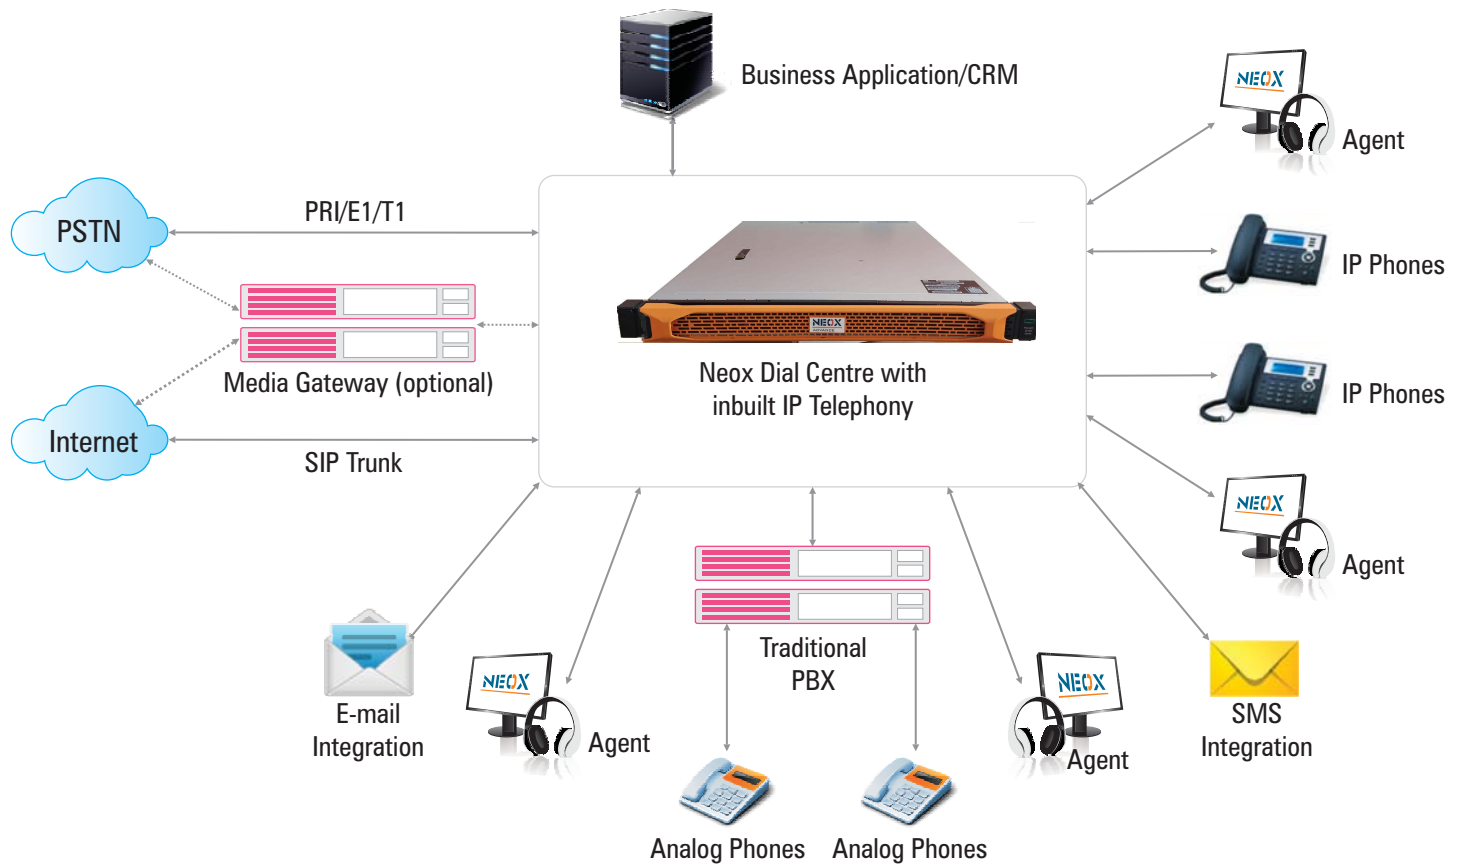 Business Application/CRM
NEOX
Agent
PRI/E1/T1
PSTN
IP Phones
NEOX
ADVANCE
Media Gateway (optional)
Neox Dial Centre with
inbuilt IP Telephony
IP Phones
Internet
SIP Trunk
NEOX
Agent
Traditional
PBX
NEOX
NEOX
E-mail
Integration
Agent
Agent
SMS
Integration
Analog Phones
Analog Phones